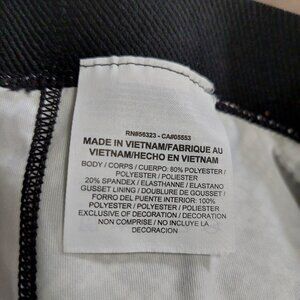 RN#56323 - CA#05553
MADE IN VIETNAM/FABRIQUE AU
VIETNAM/HECHO EN VIETNAM
BODY / CORPS / CUERPO: 80% POLYESTER /
POLYESTER / POLIESTER
20% SPANDEX / ELASTHANNE / ELASTANO
GUSSET LINING / DOUBLURE DE GOUSSET /
FORRO DEL PUENTE INTERIOR: 100%
POLYESTER / POLYESTER / POLIESTER
EXCLUSIVE OF DECORATION / DECORATION
NON COMPRISE / NO INCLUYE LA
DECORACION